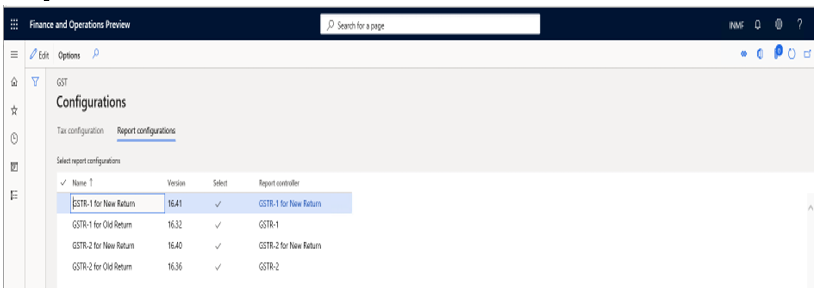 Finance and Operations Preview
Search for a page
INMF
?
Edit Options
GST
Configurations
Tax configuration Report configurations
Select report configurations
Name ↑ Version Select Report controller
GSTR-1 for New Return 16.41 GSTR-1 for New Return
GSTR-1 for Old Return 16.32 GSTR-1
GSTR-2 for New Return 16.40 GSTR-2 for New Return
GSTR-2 for Old Return 16.36 GSTR-2